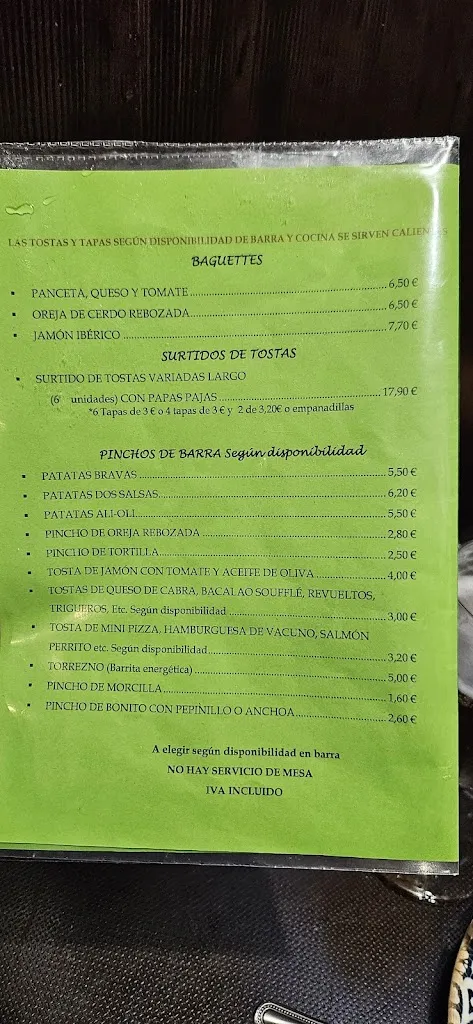 LAS TOSTAS Y TAPAS SEGÚN DISPONIBILIDAD DE BARRA Y COCINA SE SIRVEN CALIENTES
BAGUETTES
• PANCETA, QUESO Y TOMATE 6,50 €
• OREJA DE CERDO REBOZADA 6,50 €
• JAMÓN IBÉRICO 7,70 €
SURTIDOS DE TOSTAS
• SURTIDO DE TOSTAS VARIADAS LARGO
(6 unidades) CON PAPAS PAJAS 17,90 €
*6 Tapas de 3 € o 4 tapas de 3 € y 2 de 3,20€ o empanadillas
PINCHOS DE BARRA Según disponibilidad
• PATATAS BRAVAS 5,50 €
• PATATAS DOS SALSAS 6,20 €
• PATATAS ALI-OLI 5,50 €
• PINCHO DE OREJA REBOZADA 2,80 €
• PINCHO DE TORTILLA 2,50 €
• TOSTA DE JAMÓN CON TOMATE Y ACEITE DE OLIVA 4,00 €
• TOSTAS DE QUESO DE CABRA, BACALAO SOUFFLÉ, REVUELTOS,
TRIGUEROS, Etc. Según disponibilidad 3,00 €
• TOSTA DE MINI PIZZA, HAMBURGUESA DE VACUNO, SALMÓN
PERRITO etc. Según disponibilidad 3,20 €
• TORREZNO (Barrita energética) 5,00 €
• PINCHO DE MORCILLA 1,60 €
• PINCHO DE BONITO CON PEPINILLO O ANCHOA 2,60 €
A elegir según disponibilidad en barra
NO HAY SERVICIO DE MESA
IVA INCLUIDO